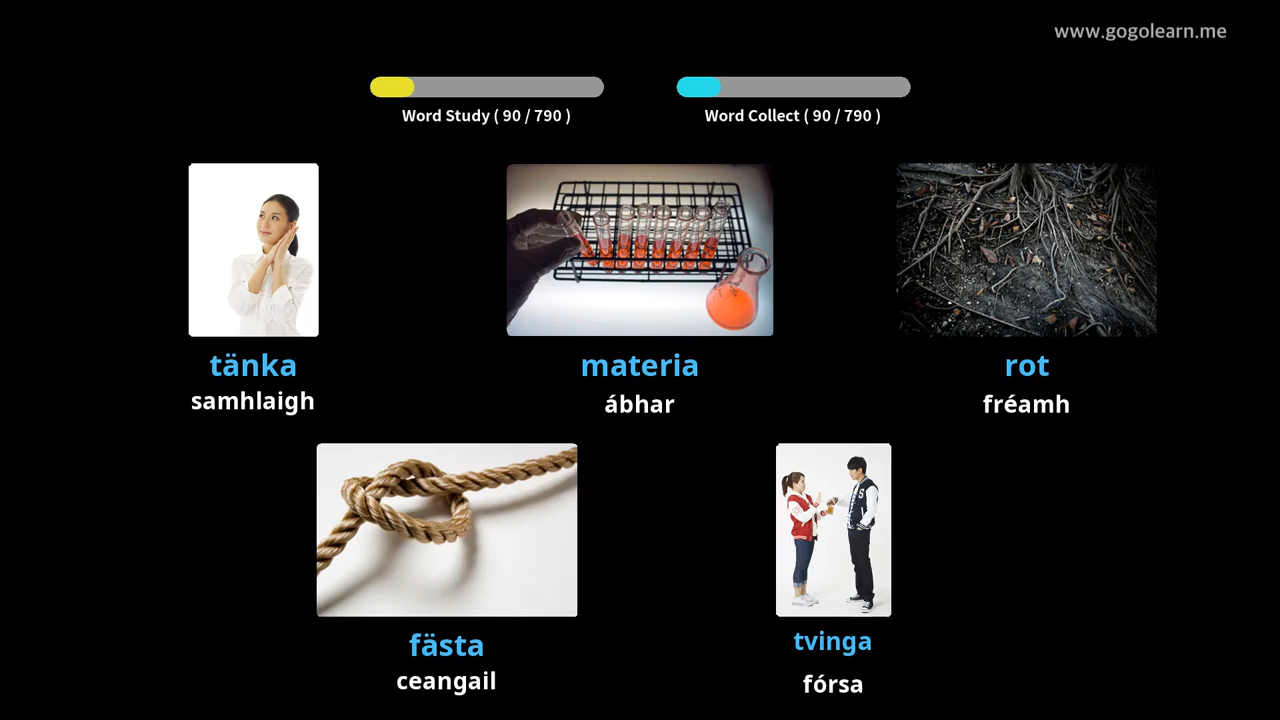 www.gogolearn.me
Word Study ( 90 / 790 )
Word Collect ( 90 / 790 )
tänka
samhlaigh
materia
ábhar
rot
fréamh
fästa
ceangail
tvinga
fórsa